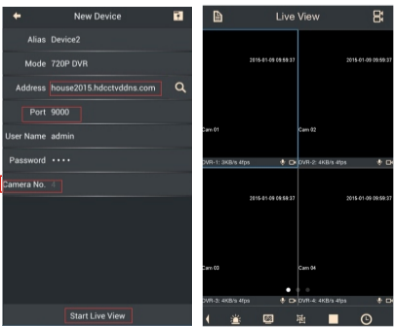 New Device
Alias Device2
Mode 720P DVR
Address house2015.hdcctvddns.com
Port 9000
User Name admin
Password ••••
Camera No. 4
Start Live View
Live View
2015-01-09 09:59:37
2015-01-09 09:59:37
Cam 01
Cam 02
DVR-1: 3KB/s 4fps
DVR-2: 4KB/s 4fps
2015-01-09 09:59:37
2015-01-09 09:59:37
Cam 03
Cam 04
DVR-3: 4KB/s 4fps
DVR-4: 4KB/s 4fps